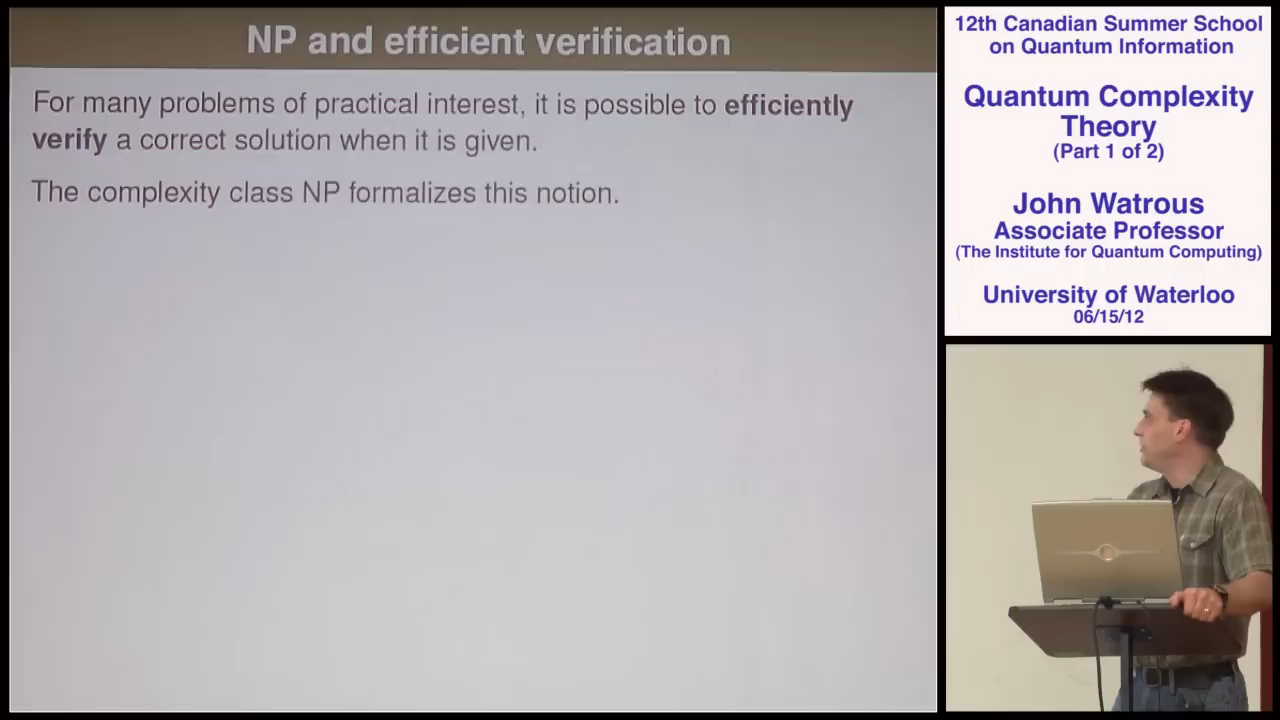 NP and efficient verification
For many problems of practical interest, it is possible to efficiently
verify a correct solution when it is given.
The complexity class NP formalizes this notion.
12th Canadian Summer School
on Quantum Information
Quantum Complexity
Theory
(Part 1 of 2)
John Watrous
Associate Professor
(The Institute for Quantum Computing)
University of Waterloo
06/15/12